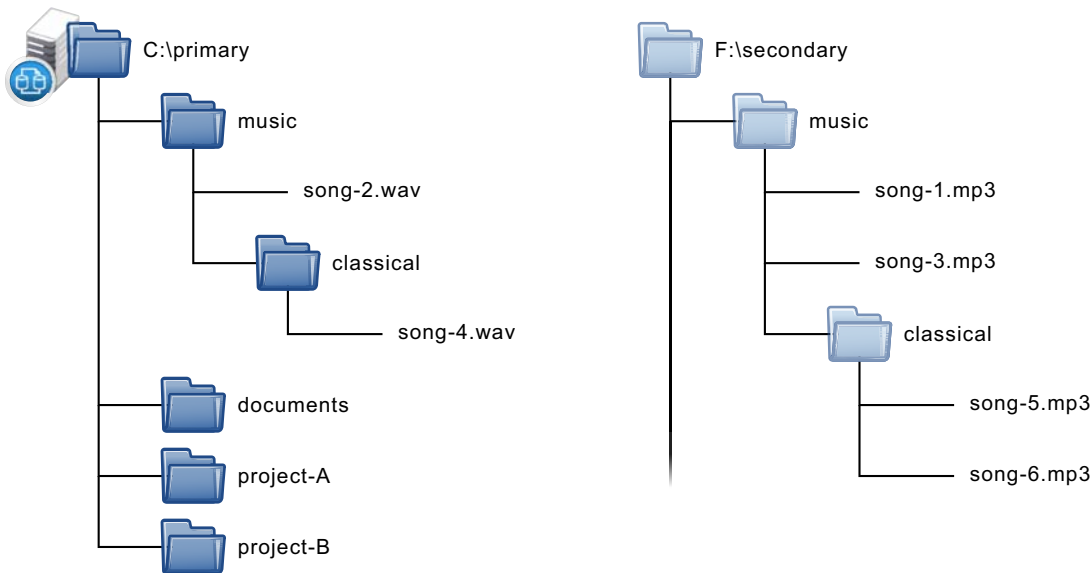 C:\primary
music
song-2.wav
classical
song-4.wav
documents
project-A
project-B
F:\secondary
music
song-1.mp3
song-3.mp3
classical
song-5.mp3
song-6.mp3